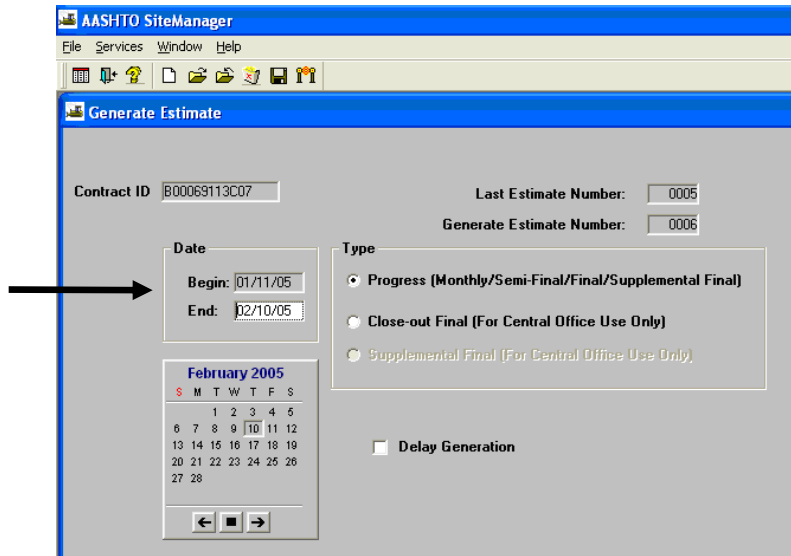 AASHTO SiteManager
File Services Window Help
Generate Estimate
Contract ID B00069113C07
Last Estimate Number: 0005
Generate Estimate Number: 0006
Date
Begin: 01/11/05
End: 02/10/05
Type
Progress (Monthly/Semi-Final/Final/Supplemental Final)
Close-out Final (For Central Office Use Only)
Supplemental Final (For Central Office Use Only)
February 2005
S M T W T F S
1 2 3 4 5
6 7 8 9 10 11 12
13 14 15 16 17 18 19
20 21 22 23 24 25 26
27 28
Delay Generation